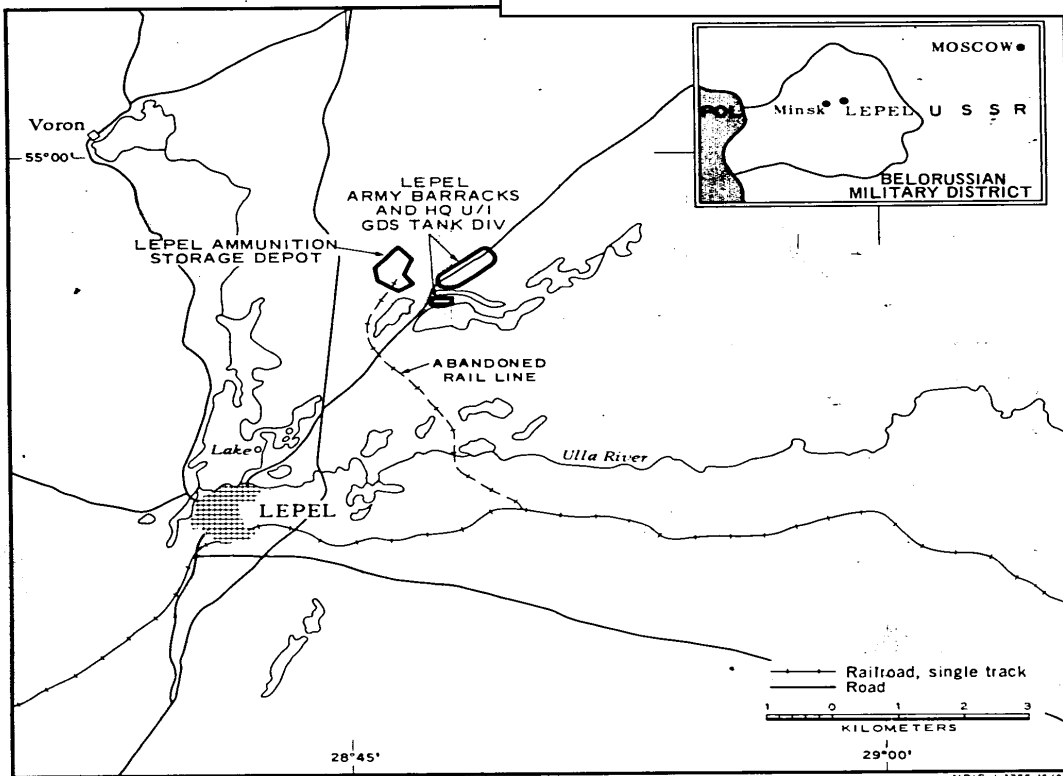 MOSCOW
POL
Minsk
LEPEL
U S S R
BELORUSSIAN
MILITARY DISTRICT
Voron
55°00'
LEPEL
ARMY BARRACKS
AND HQ U/I
GDS TANK DIV
LEPEL AMMUNITION
STORAGE DEPOT
ABANDONED
RAIL LINE
Lake
Ulla River
LEPEL
Railroad, single track
Road
1 0 1 2 3
KILOMETERS
28°45'
29°00'